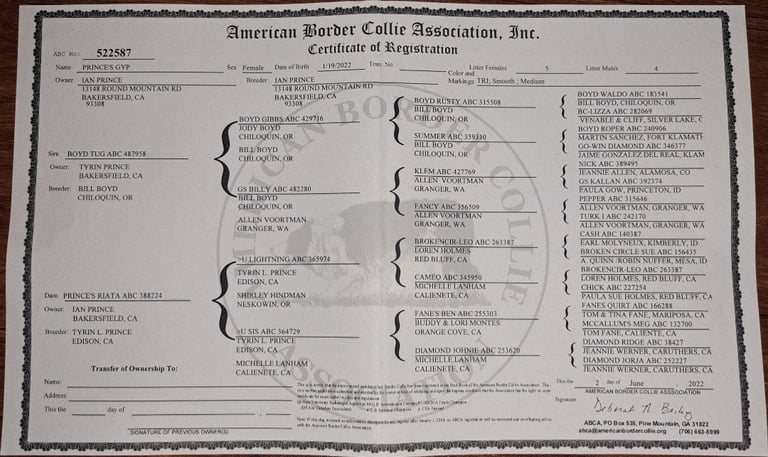 American Border Collie Association, Inc.
Certificate of Registration
ABC No: 522587
Name PRINCE'S GYP Sex Female Date of Birth 1/19/2022 Tran. No. Litter Females 5 Litter Males 4
Owner IAN PRINCE
13148 ROUND MOUNTAIN RD
BAKERSFIELD, CA
93308
Breeder: IAN PRINCE
13148 ROUND MOUNTAIN RD
BAKERSFIELD, CA
93308
Color and
Markings: TRI; Smooth ; Medium
Sire BOYD TUG ABC 487958
Owner: TYRIN PRINCE
BAKERSFIELD, CA
Breeder: BILL BOYD
CHILOQUIN, OR
Dam PRINCE'S RIATA ABC 388224
Owner: IAN PRINCE
BAKERSFIELD, CA
Breeder: TYRIN L. PRINCE
EDISON, CA
BOYD GIBBS ABC 429716
JODY BOYD
CHILOQUIN, OR
BILL BOYD
CHILOQUIN, OR
GS BILLY ABC 482280
BILL BOYD
CHILOQUIN, OR
ALLEN VOORTMAN
GRANGER, WA
>U LIGHTNING ABC 365974
TYRIN L. PRINCE
EDISON, CA
SHIRLEY HINDMAN
NESKOWIN, OR
>U SIS ABC 364729
TYRIN L. PRINCE
EDISON, CA
MICHELLE LANHAM
CALIENETE, CA
BOYD RUSTY ABC 315508
BILL BOYD
CHILOQUIN, OR
SUMMER ABC 359310
BILL BOYD
CHILOQUIN, OR
KLEM ABC 427769
ALLEN VOORTMAN
GRANGER, WA
FANCY ABC 356509
ALLEN VOORTMAN
GRANGER, WA
BROKENCIR-LEO ABC 263387
LOREN HOLMES
RED BLUFF, CA
CAMEO ABC 345950
MICHELLE LANHAM
CALIENETE, CA
FANE'S BEN ABC 255303
BUDDY & LORI MONTES
ORANGE COVE, CA
DIAMOND JOHNIE ABC 253620
MICHELLE LANHAM
CALIENETE, CA
BOYD WALDO ABC 183541
BILL BOYD, CHILOQUIN, OR
BC-LIZZA ABC 282069
VENABLE & CLIFF, SILVER LAKE, C
BOYD ROPER ABC 240906
MARTIN SANCHEZ, FORT KLAMATH
GO-WIN DIAMOND ABC 346377
JAIME GONZALEZ DEL REAL, KLAM
NICK ABC 389495
JEANNIE ALLEN, ALAMOSA, CO
GS KALLAN ABC 392374
PAULA GOW, PRINCETON, ID
PEPPER ABC 315646
ALLEN VOORTMAN, GRANGER, WA
TURK I ABC 242170
ALLEN VOORTMAN, GRANGER, WA
CASH ABC 140387
EARL MOLYNEUX, KIMBERLY, ID
BROKEN CIRCLE SUE ABC 156435
A. QUINN /ROBIN NUFFER, MESA, ID
BROKENCIR-LEO ABC 263387
LOREN HOLMES, RED BLUFF, CA
CHICK ABC 227254
PAULA SUE HOLMES, RED BLUFF, CA
FANES QUIRT ABC 166288
TOM & TINA FANE, MARIPOSA, CA
MCCALLUM'S MEG ABC 132700
TOM FANE, CALIENTE, CA
DIAMOND RIDGE ABC 38427
JEANNIE WERNER, CARUTHERS, CA
DIAMOND JORJA ABC 252227
JEANNIE WERNER, CARUTHERS, CA
AMERICAN BORDER COLLIE
ASSOCIATION
Transfer of Ownership To:
Name:
Address:
This the day of , .
SIGNATURE OF PREVIOUS OWNER(S)
This the 2 day of June , 2022
AMERICAN BORDER COLLIE ASSSOCIATION
Signature
ABCA, PO Box 535, Pine Mountain, GA 31822
abca@americanbordercollie.org (706) 663-5999